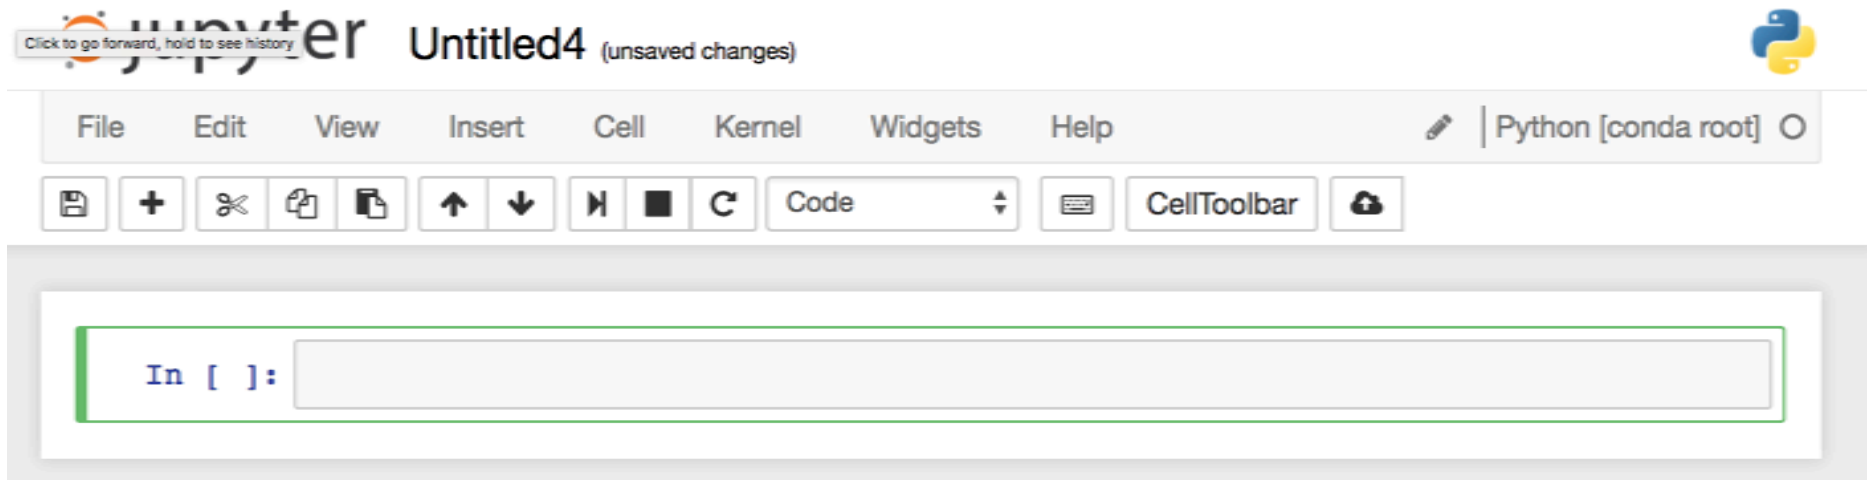 jupyter Untitled4 (unsaved changes)
Click to go forward, hold to see history
File Edit View Insert Cell Kernel Widgets Help Python [conda root]
Code CellToolbar
In [ ]: